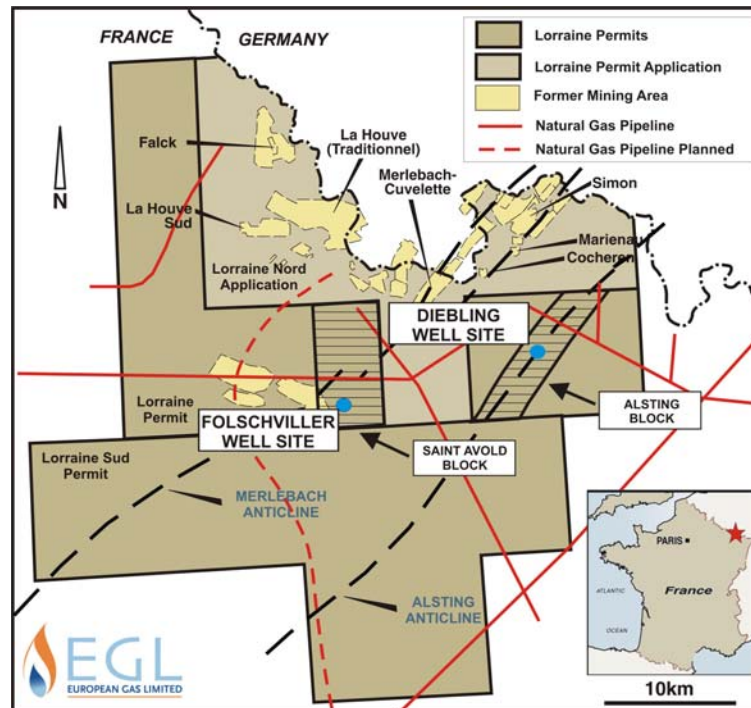 FRANCE
GERMANY
Lorraine Permits
Lorraine Permit Application
Former Mining Area
Natural Gas Pipeline
Natural Gas Pipeline Planned
N
Falck
La Houve
(Traditionnel)
Merlebach-
Cuvelette
Simon
La Houve
Sud
Marienau
Cocheren
Lorraine Nord
Application
DIEBLING
WELL SITE
Lorraine
Permit
FOLSCHVILLER
WELL SITE
ALSTING
BLOCK
SAINT AVOLD
BLOCK
Lorraine Sud
Permit
MERLEBACH
ANTICLINE
ALSTING
ANTICLINE
PARIS
France
ATLANTIC
OCEAN
EGL
EUROPEAN GAS LIMITED
10km